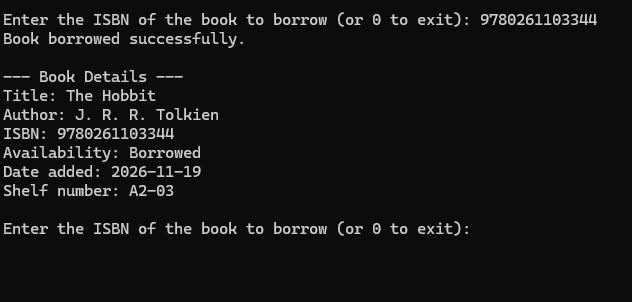 Enter the ISBN of the book to borrow (or 0 to exit): 9780261103344
Book borrowed successfully.
--- Book Details ---
Title: The Hobbit
Author: J. R. R. Tolkien
ISBN: 9780261103344
Availability: Borrowed
Date added: 2026-11-19
Shelf number: A2-03
Enter the ISBN of the book to borrow (or 0 to exit):